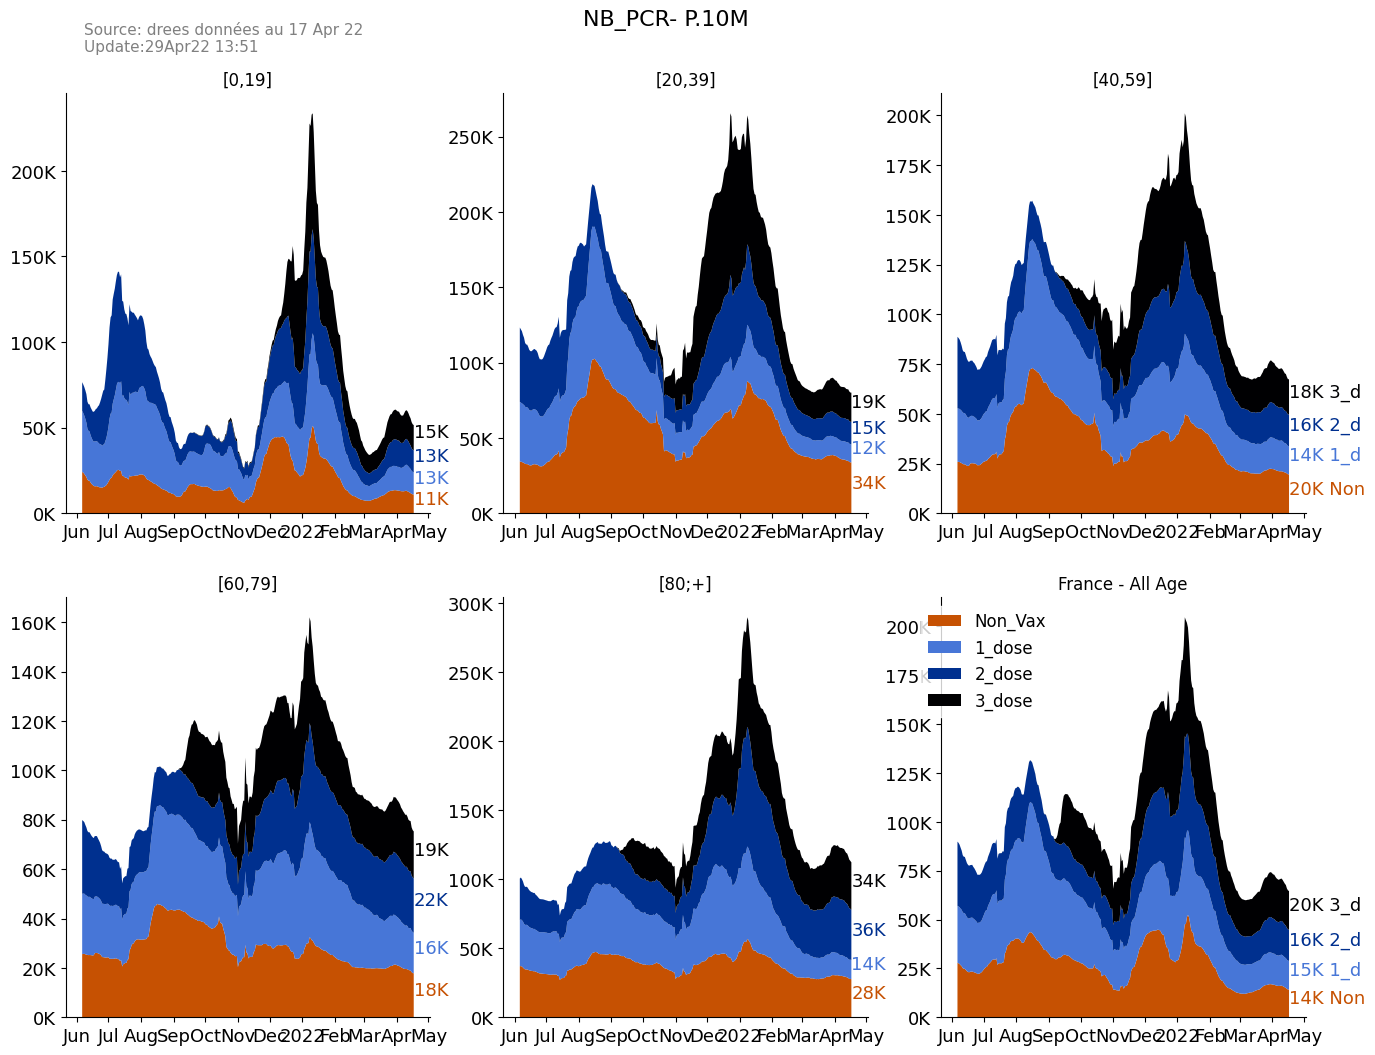 NB_PCR- P.10M
Source: drees données au 17 Apr 22
Update:29Apr22 13:51
[0,19]
200K
150K
100K
50K
0K
15K
13K
13K
11K
Jun Jul Aug Sep Oct Nov Dec 2022 Feb Mar Apr May
[20,39]
250K
200K
150K
100K
50K
0K
19K
15K
12K
34K
Jun Jul Aug Sep Oct Nov Dec 2022 Feb Mar Apr May
[40,59]
200K
175K
150K
125K
100K
75K
50K
25K
0K
18K 3_d
16K 2_d
14K 1_d
20K Non
Jun Jul Aug Sep Oct Nov Dec 2022 Feb Mar Apr May
[60,79]
160K
140K
120K
100K
80K
60K
40K
20K
0K
19K
22K
16K
18K
Jun Jul Aug Sep Oct Nov Dec 2022 Feb Mar Apr May
[80;+]
300K
250K
200K
150K
100K
50K
0K
34K
36K
14K
28K
Jun Jul Aug Sep Oct Nov Dec 2022 Feb Mar Apr May
France - All Age
Non_Vax
1_dose
2_dose
3_dose
200K
175K
150K
125K
100K
75K
50K
25K
0K
20K 3_d
16K 2_d
15K 1_d
14K Non
Jun Jul Aug Sep Oct Nov Dec 2022 Feb Mar Apr May